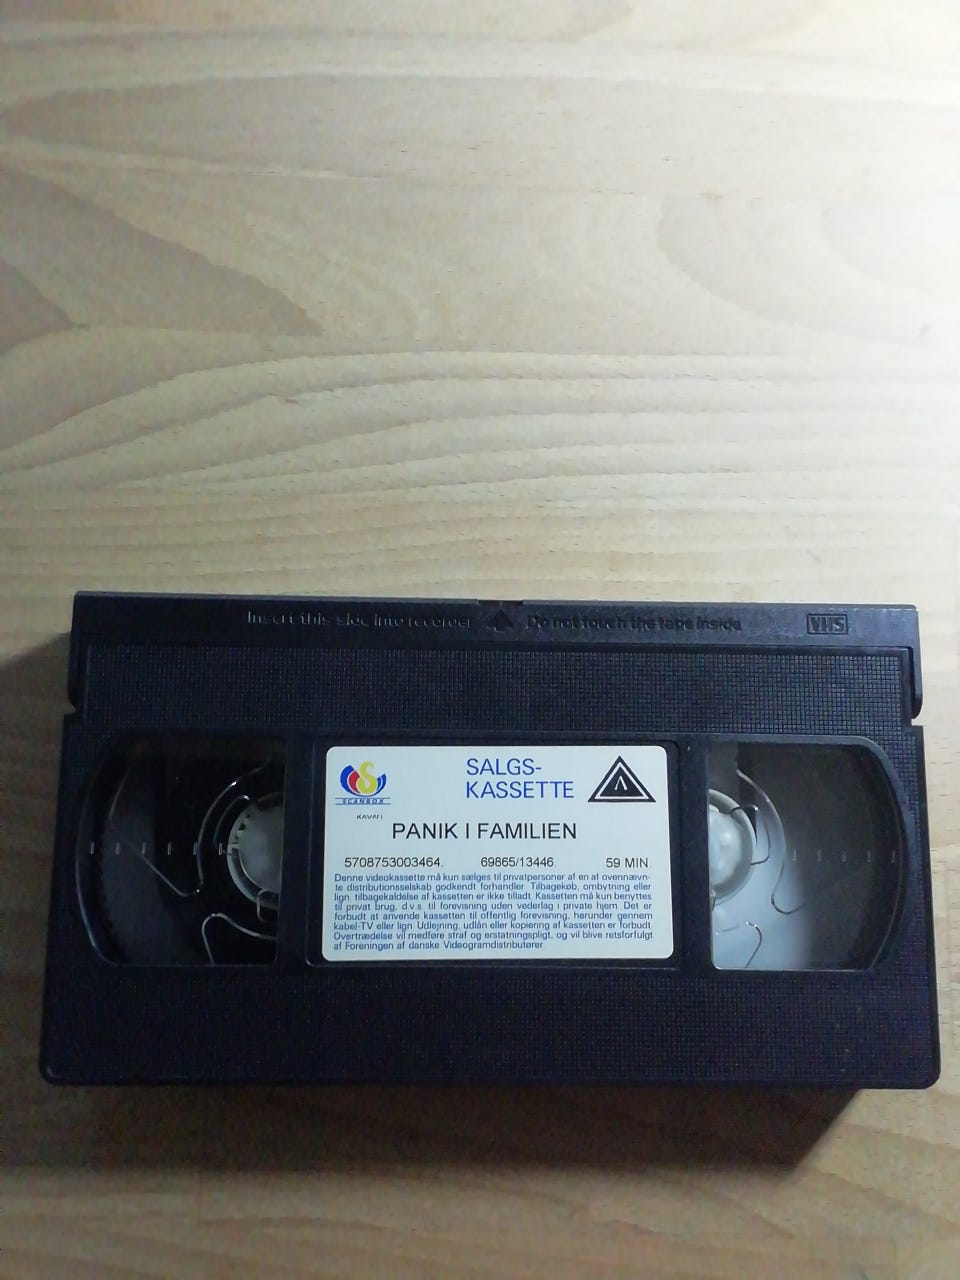 Insert this side into recorder Do not touch the tape inside VHS
SCANBOX
SALGS-
KASSETTE
PANIK I FAMILIEN
5708753003464. 69865/13446. 59 MIN.
Denne videokassette må kun sælges til privatpersoner af en af ovennævn-
te distributionsselskab godkendt forhandler. Tilbagekøb, ombytning eller
lign. tilbagekaldelse af kassetten er ikke tilladt. Kassetten må kun benyttes
til privat brug, d.v.s. til forevisning uden vederlag i private hjem. Det er
forbudt at anvende kassetten til offentlig forevisning, herunder gennem
kabel-TV eller lign. Udlejning, udlån eller kopiering af kassetten er forbudt.
Overtrædelse vil medføre straf og erstatningspligt, og vil blive retsforfulgt
af Foreningen af danske Videogramdistributører